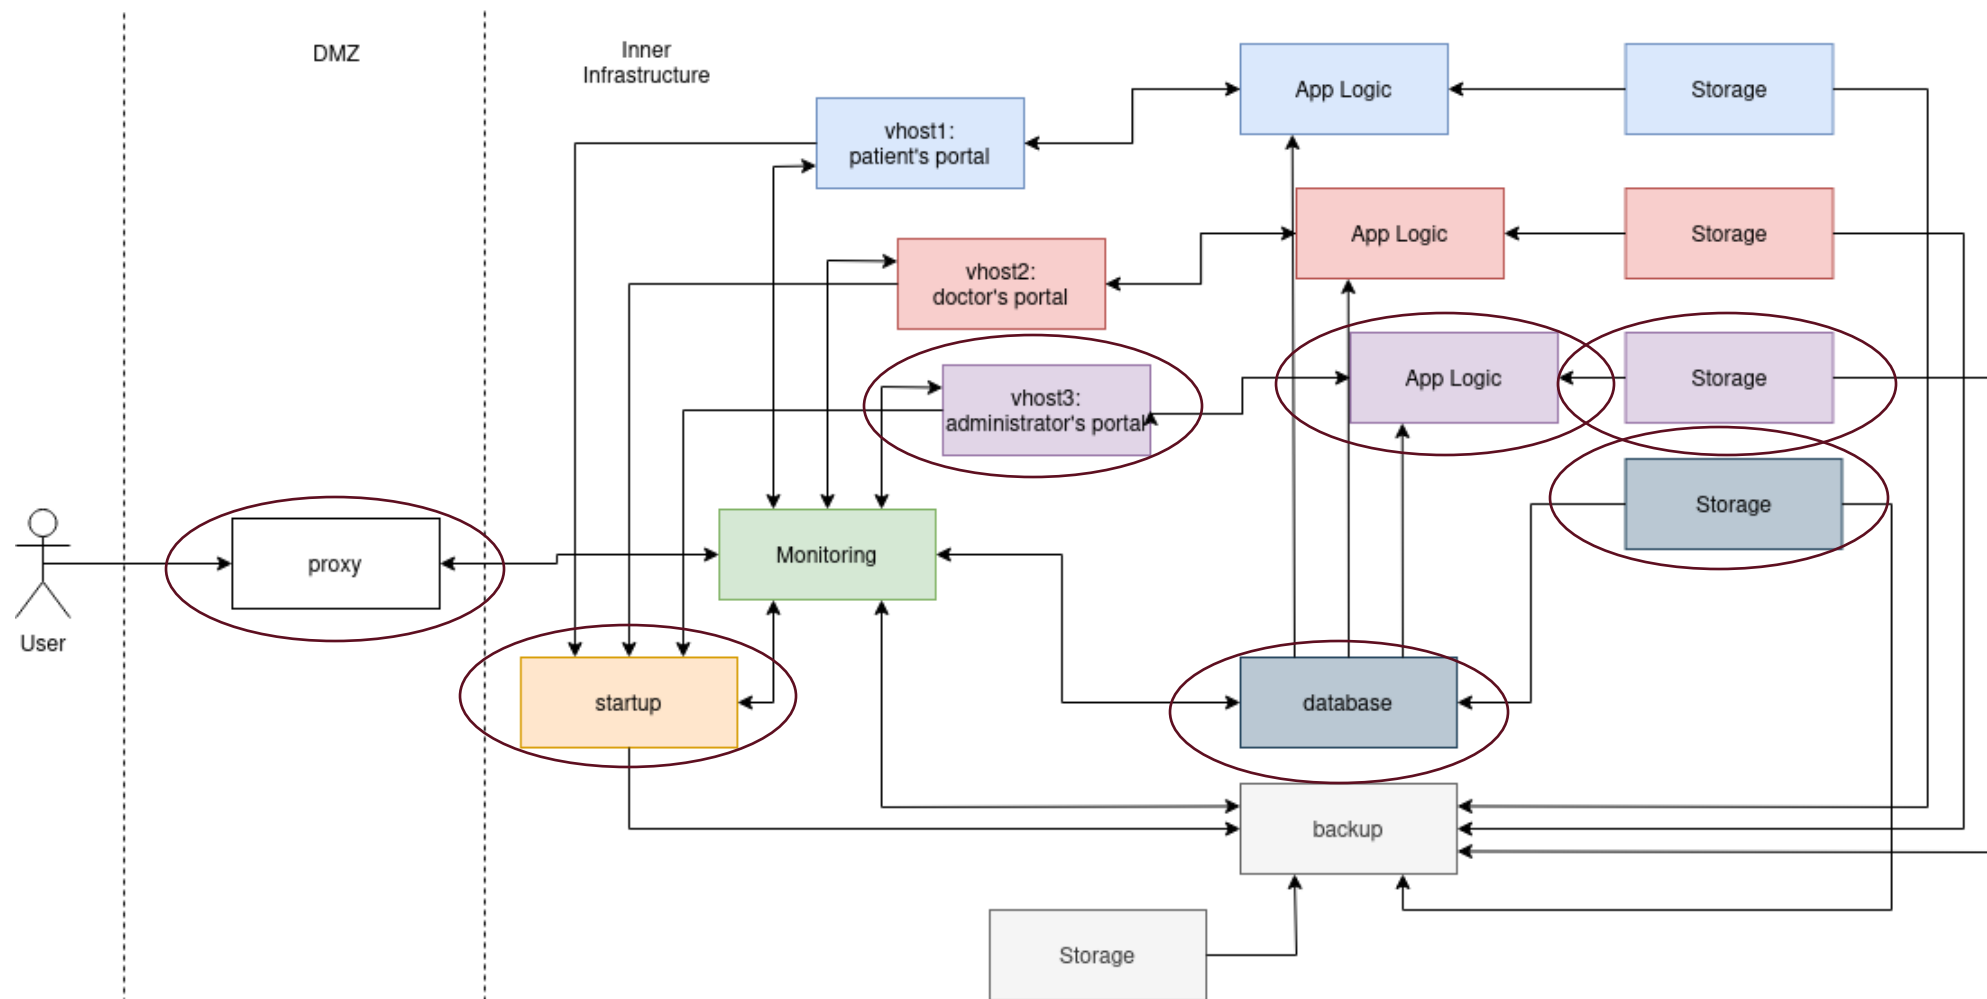 DMZ
Inner
Infrastructure
App Logic
Storage
vhost1:
patient's portal
App Logic
Storage
vhost2:
doctor's portal
App Logic
Storage
vhost3:
administrator's portal
Storage
proxy
Monitoring
User
startup
database
backup
Storage